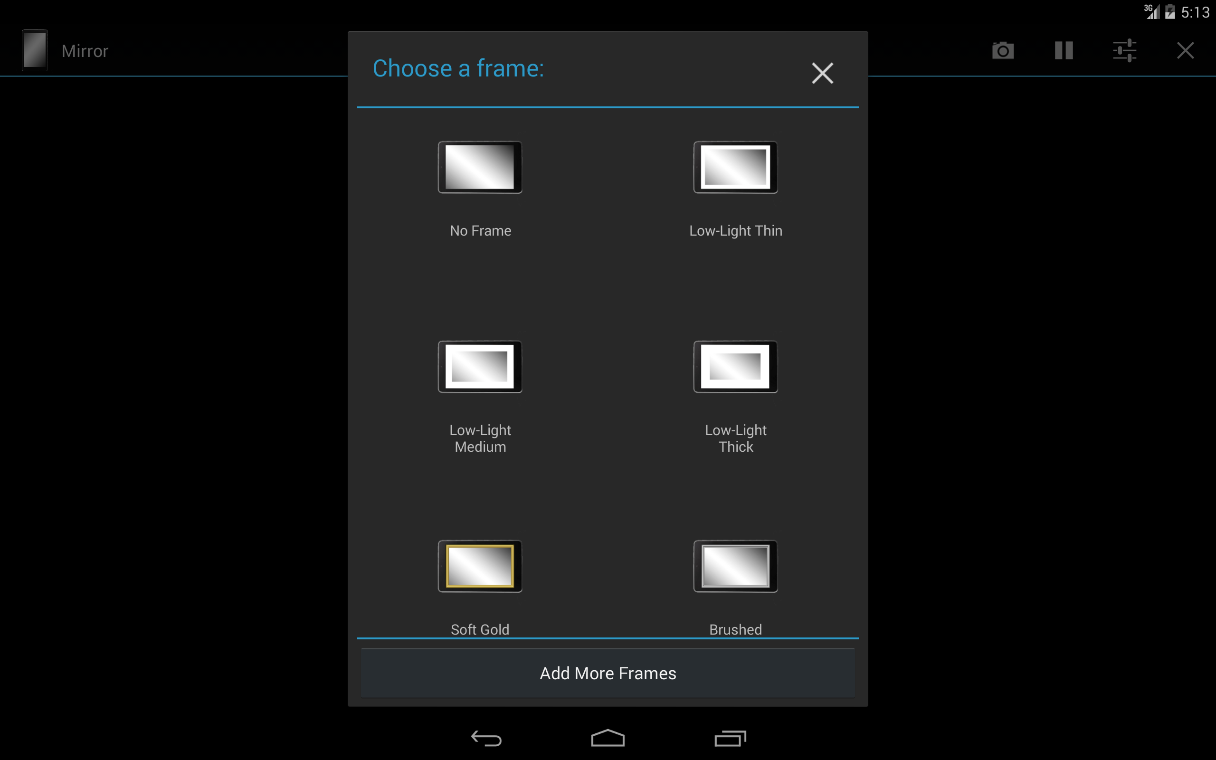 3G
5:13
Mirror
Choose a frame:
No Frame
Low-Light Thin
Low-Light
Medium
Low-Light
Thick
Soft Gold
Brushed
Add More Frames